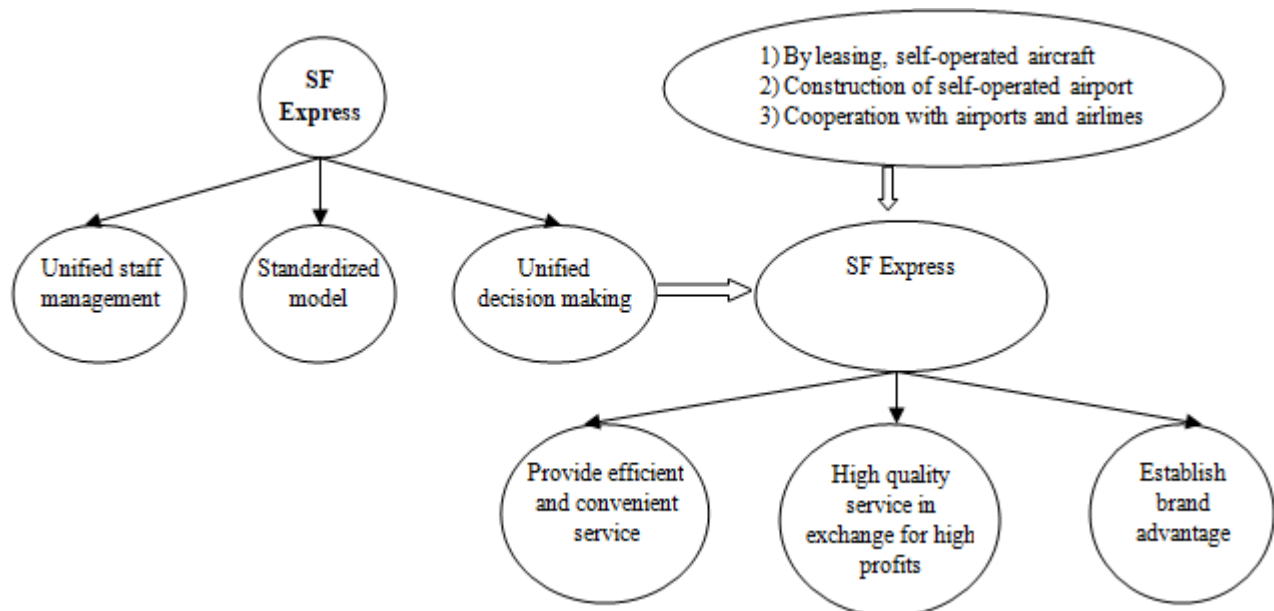 SF
Express
1) By leasing, self-operated aircraft
2) Construction of self-operated airport
3) Cooperation with airports and airlines
Unified staff
management
Standardized
model
Unified
decision making
SF Express
Provide efficient
and convenient
service
High quality
service in
exchange for high
profits
Establish
brand
advantage